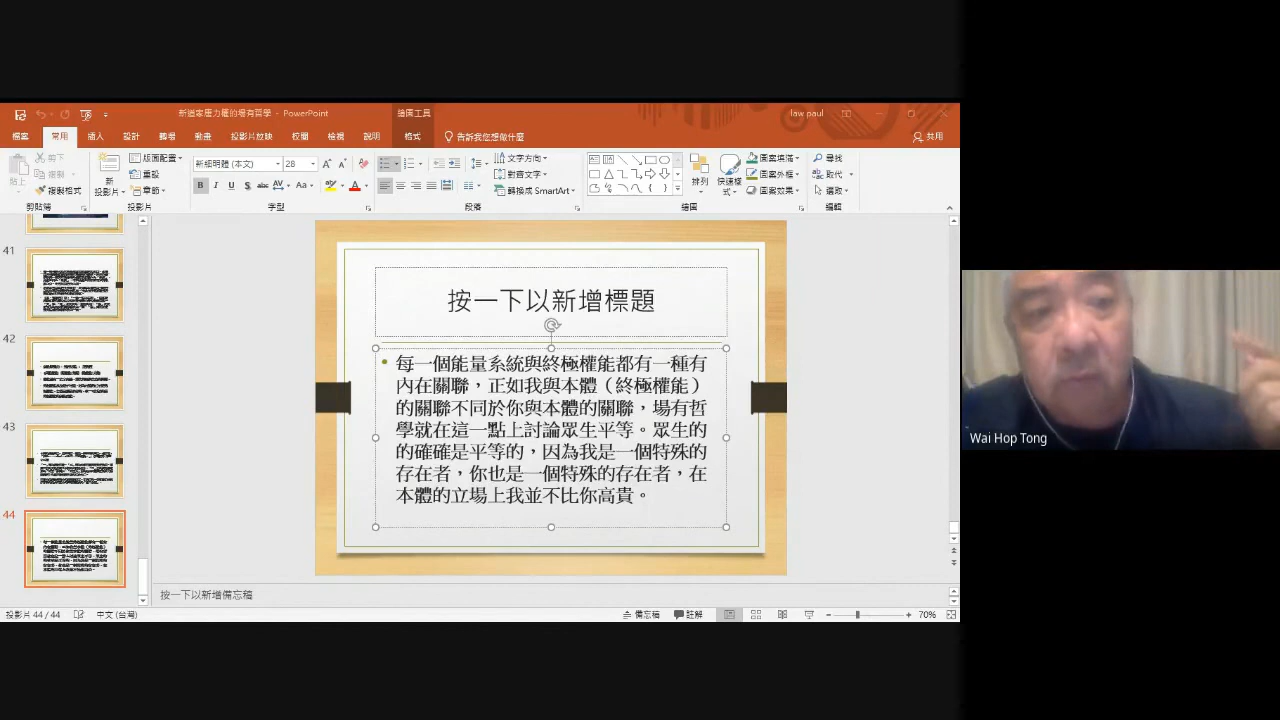 新道家唐力權的場有哲學 - PowerPoint
繪圖工具
law paul
檔案 常用 插入 設計 轉場 動畫 投影片放映 校閱 檢視 說明 格式 告訴我您想做什麼 共用
貼上 剪下 複製 複製格式 新投影片 版面配置 重設 章節
新細明體 (本文) 28
B I U S abc AV Aa A
文字方向 對齊文字 轉換成 SmartArt
排列 快速樣式 圖案填滿 圖案外框 圖案效果 尋找 取代 選取
剪貼簿 投影片 字型 段落 繪圖 編輯
41
42
43
44
按一下以新增標題
每一個能量系統與終極權能都有一種有
內在關聯，正如我與本體（終極權能）
的關聯不同於你與本體的關聯，場有哲
學就在這一點上討論眾生平等。眾生的
的確確是平等的，因為我是一個特殊的
存在者，你也是一個特殊的存在者，在
本體的立場上我並不比你高貴。
按一下以新增備忘稿
投影片 44 / 44 中文 (台灣) 備忘稿 註解 70%
Wai Hop Tong